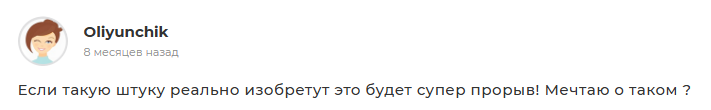 Oliyunchik
8 месяцев назад
Если такую штуку реально изобретут это будет супер прорыв! Мечтаю о таком ?